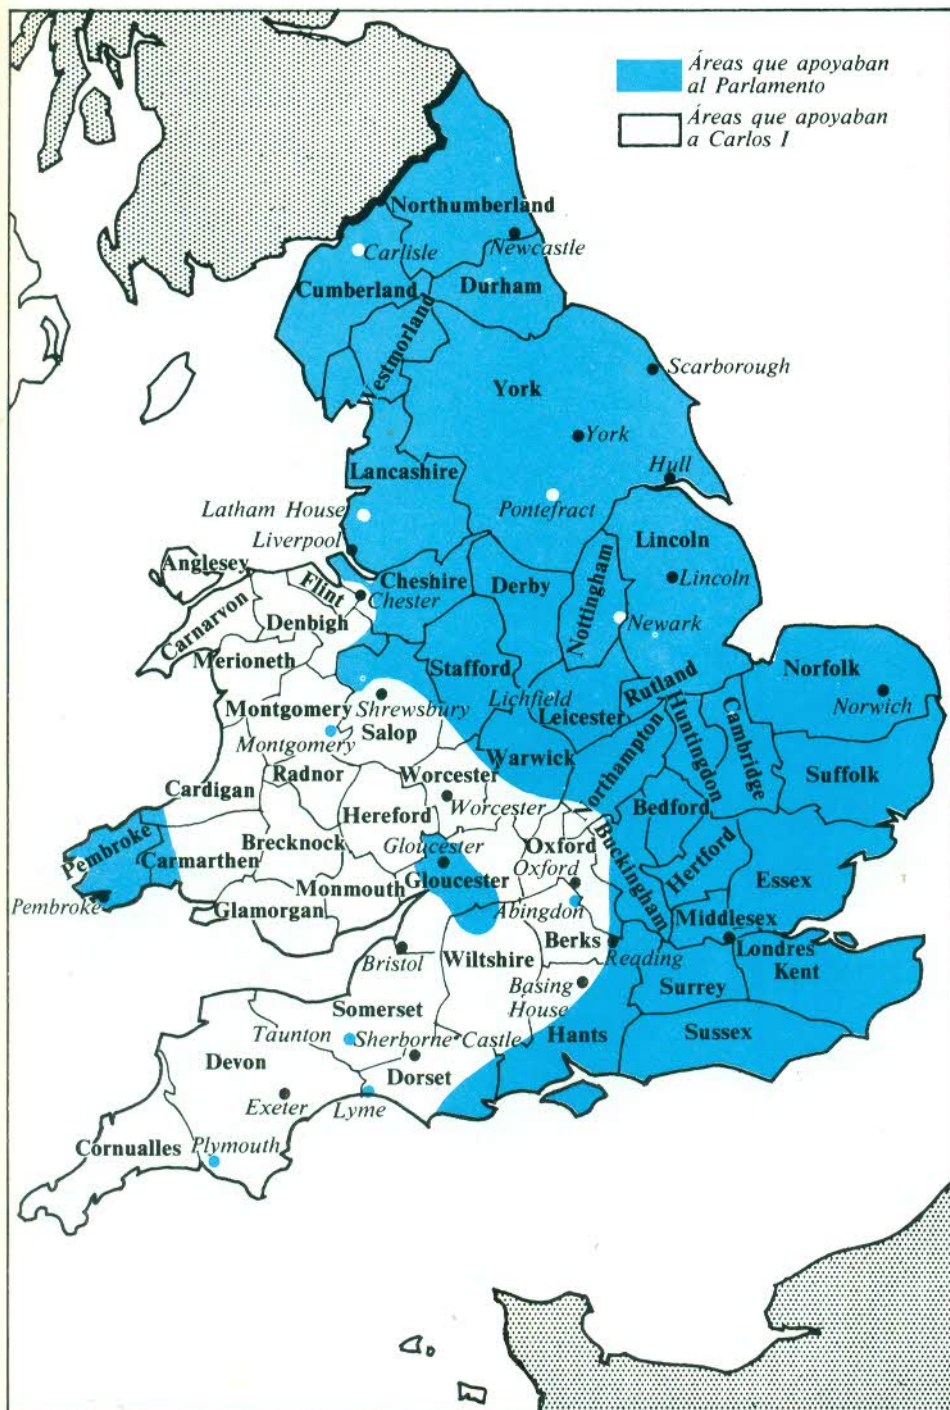 Áreas que apoyaban
al Parlamento
Áreas que apoyaban
a Carlos I
Northumberland
Newcastle
Carlisle
Cumberland
Durham
Westmorland
Scarborough
York
York
Hull
Lancashire
Pontefract
Latham House
Liverpool
Lincoln
Lincoln
Anglesey
Flint
Cheshire
Chester
Derby
Nottingham
Newark
Carnarvon
Denbigh
Merioneth
Stafford
Lichfield
Rutland
Leicester
Norfolk
Norwich
Montgomery
Shrewsbury
Salop
Montgomery
Huntingdon
Cambridge
Northampton
Warwick
Suffolk
Radnor
Worcester
Worcester
Cardigan
Hereford
Bedford
Pembroke
Carmarthen
Brecknock
Gloucester
Oxford
Oxford
Buckingham
Hertford
Essex
Pembroke
Monmouth
Gloucester
Glamorgan
Abingdon
Middlesex
Londres
Berks
Reading
Bristol
Wiltshire
Kent
Surrey
Basing
House
Somerset
Taunton
Sherborne Castle
Hants
Sussex
Devon
Dorset
Exeter
Lyme
Cornualles
Plymouth